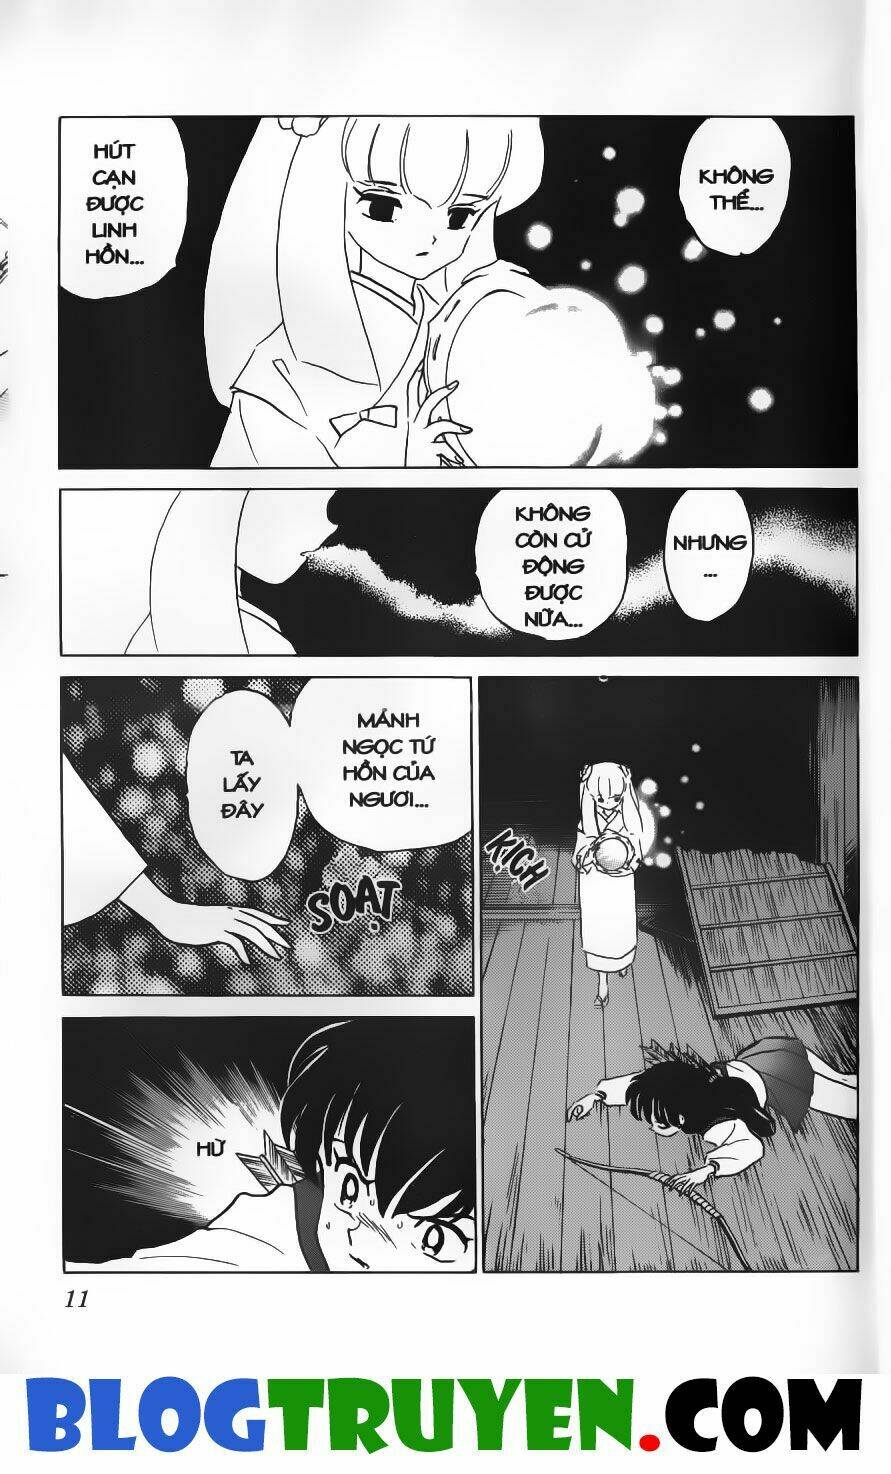 KHÔNG
THỂ...
HÚT
CẠN
ĐƯỢC
LINH
HỒN...
NHƯNG
...
KHÔNG
CÒN CỬ
ĐỘNG
ĐƯỢC
NỮA...
KỊCH
MẢNH
NGỌC TỨ
HỒN CỦA
NGƯƠI...
TA
LẤY
ĐÂY
SOẠT
HỪ
11
BLOGTRUYEN.COM